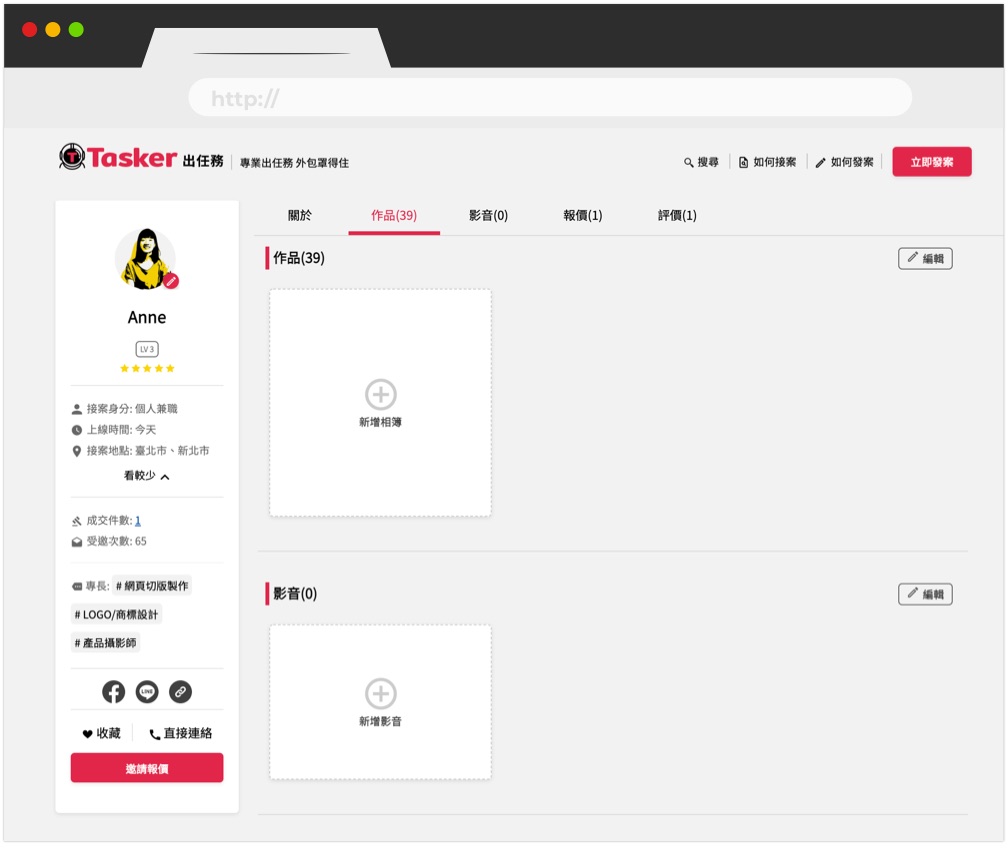 http://
Tasker 出任務 專業出任務 外包罩得住
搜尋 如何接案 如何發案 立即發案
關於 作品(39) 影音(0) 報價(1) 評價(1)
作品(39) 編輯
新增相簿
Anne
LV 3
接案身分: 個人兼職
上線時間: 今天
接案地點: 臺北市、新北市
看較少
成交件數: 1
受邀次數: 65
專長: # 網頁切版製作
# LOGO/商標設計
# 產品攝影師
LINE
收藏 直接連絡
邀請報價
影音(0) 編輯
新增影音